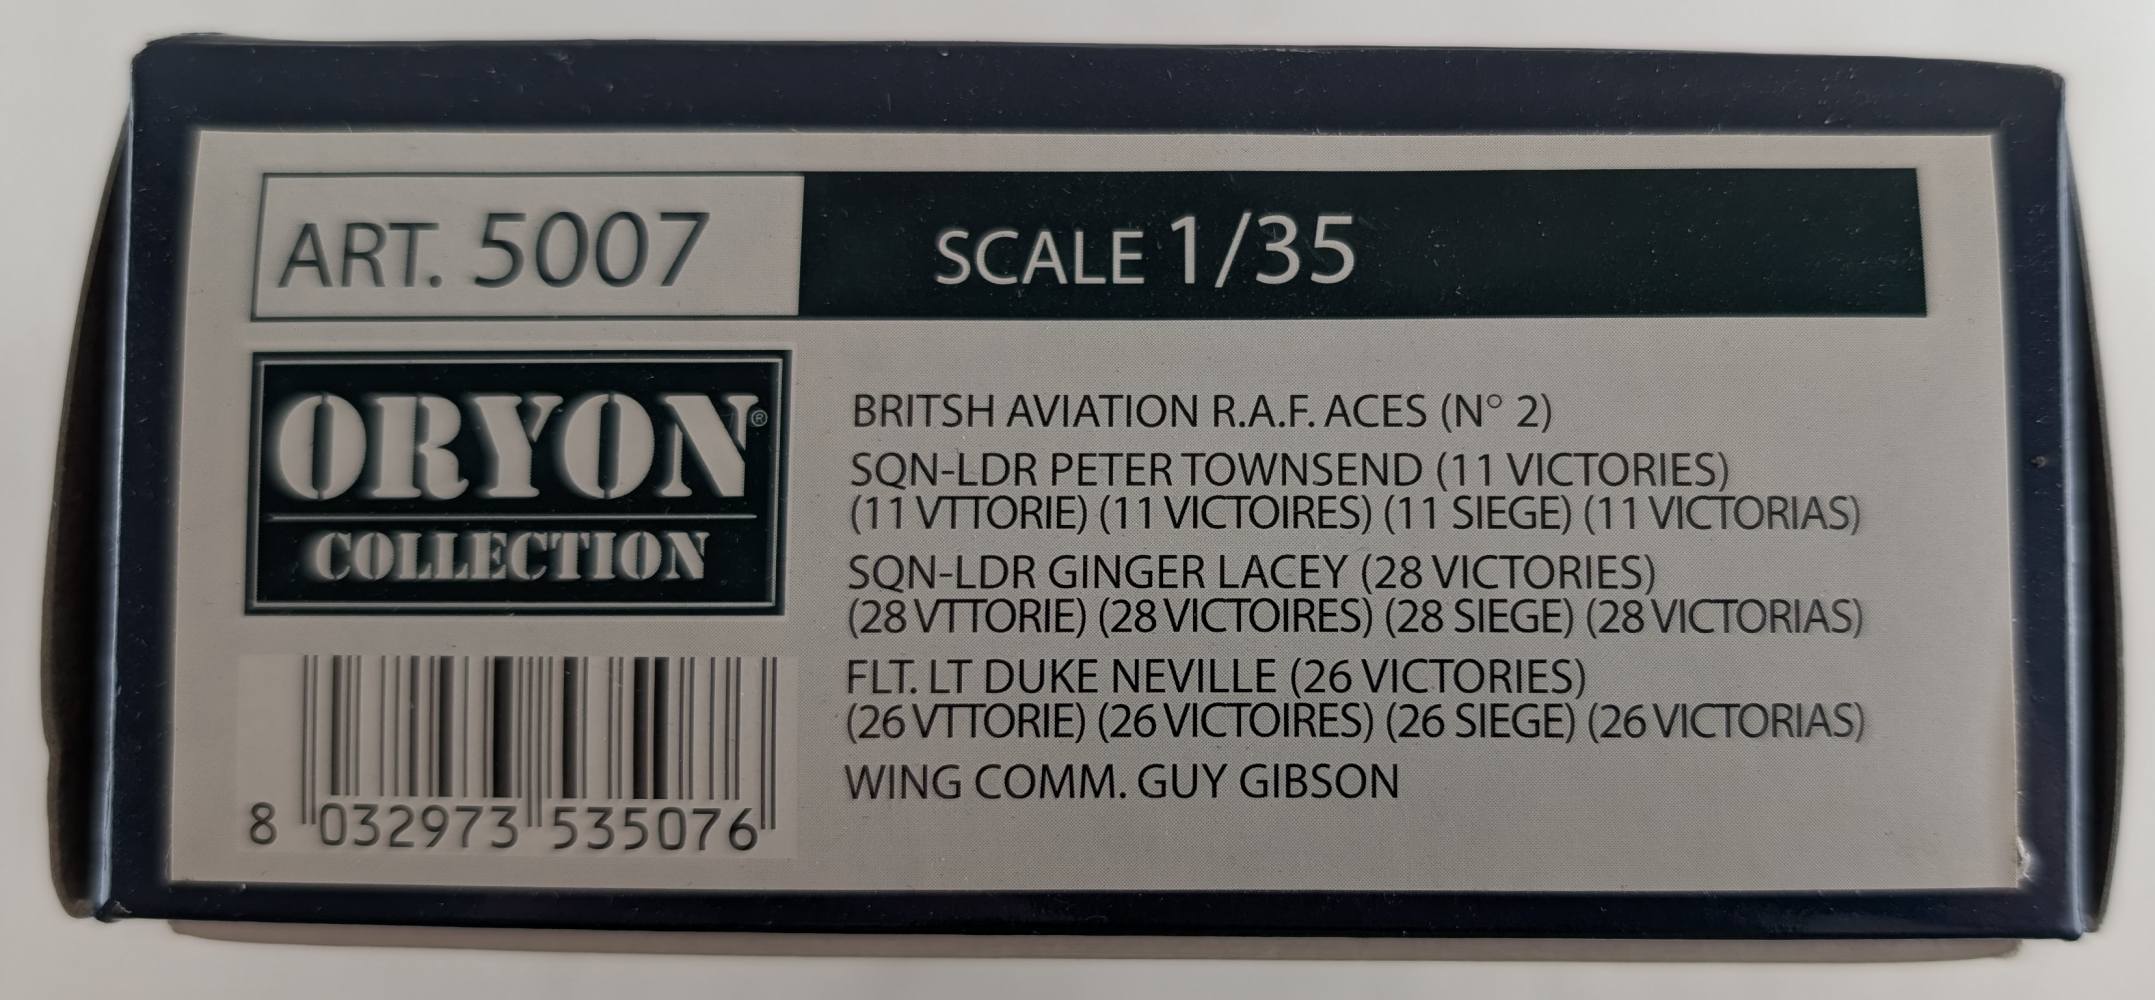 ART. 5007
SCALE 1/35
ORYON®
COLLECTION
BRITSH AVIATION R.A.F. ACES (N° 2)
SQN-LDR PETER TOWNSEND (11 VICTORIES)
(11 VTTORIE) (11 VICTOIRES) (11 SIEGE) (11 VICTORIAS)
SQN-LDR GINGER LACEY (28 VICTORIES)
(28 VTTORIE) (28 VICTOIRES) (28 SIEGE) (28 VICTORIAS)
FLT. LT DUKE NEVILLE (26 VICTORIES)
(26 VTTORIE) (26 VICTOIRES) (26 SIEGE) (26 VICTORIAS)
WING COMM. GUY GIBSON
8 032973 535076